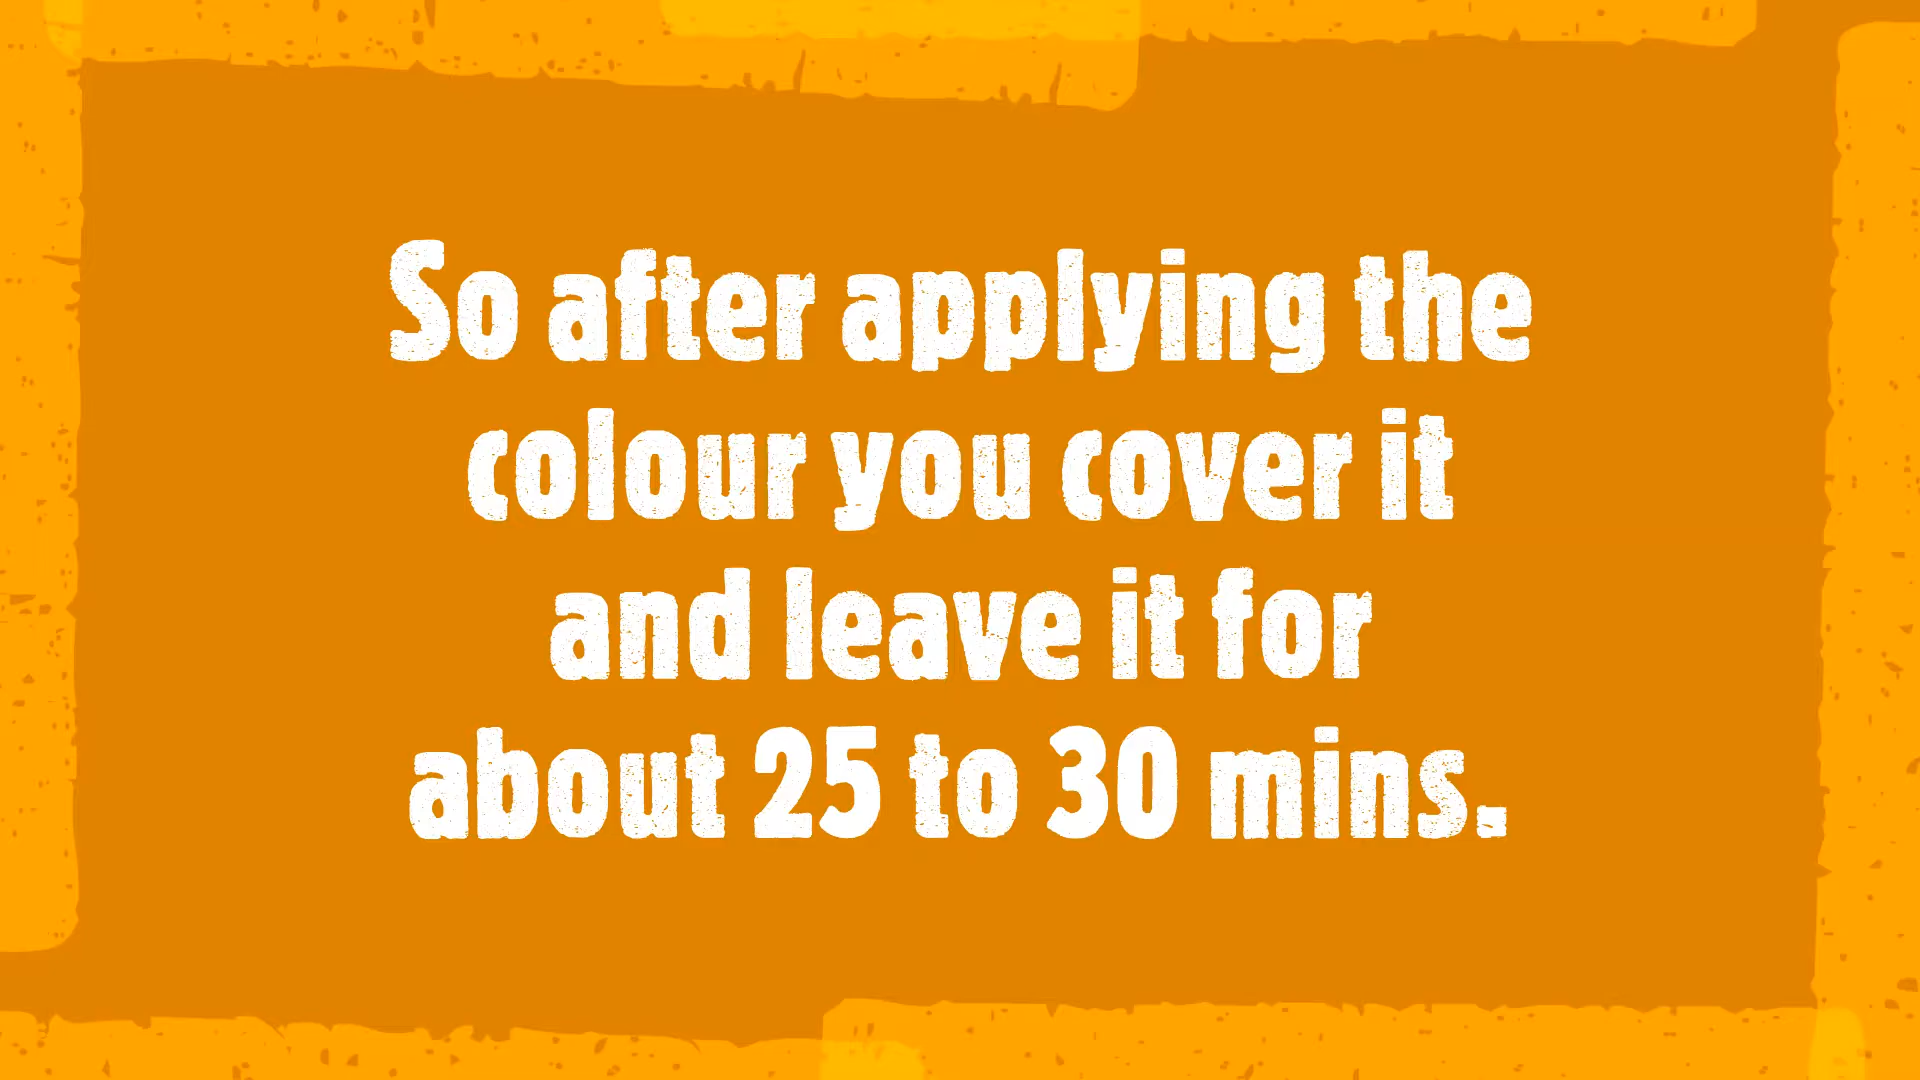 So after applying the
colour you cover it
and leave it for
about 25 to 30 mins.